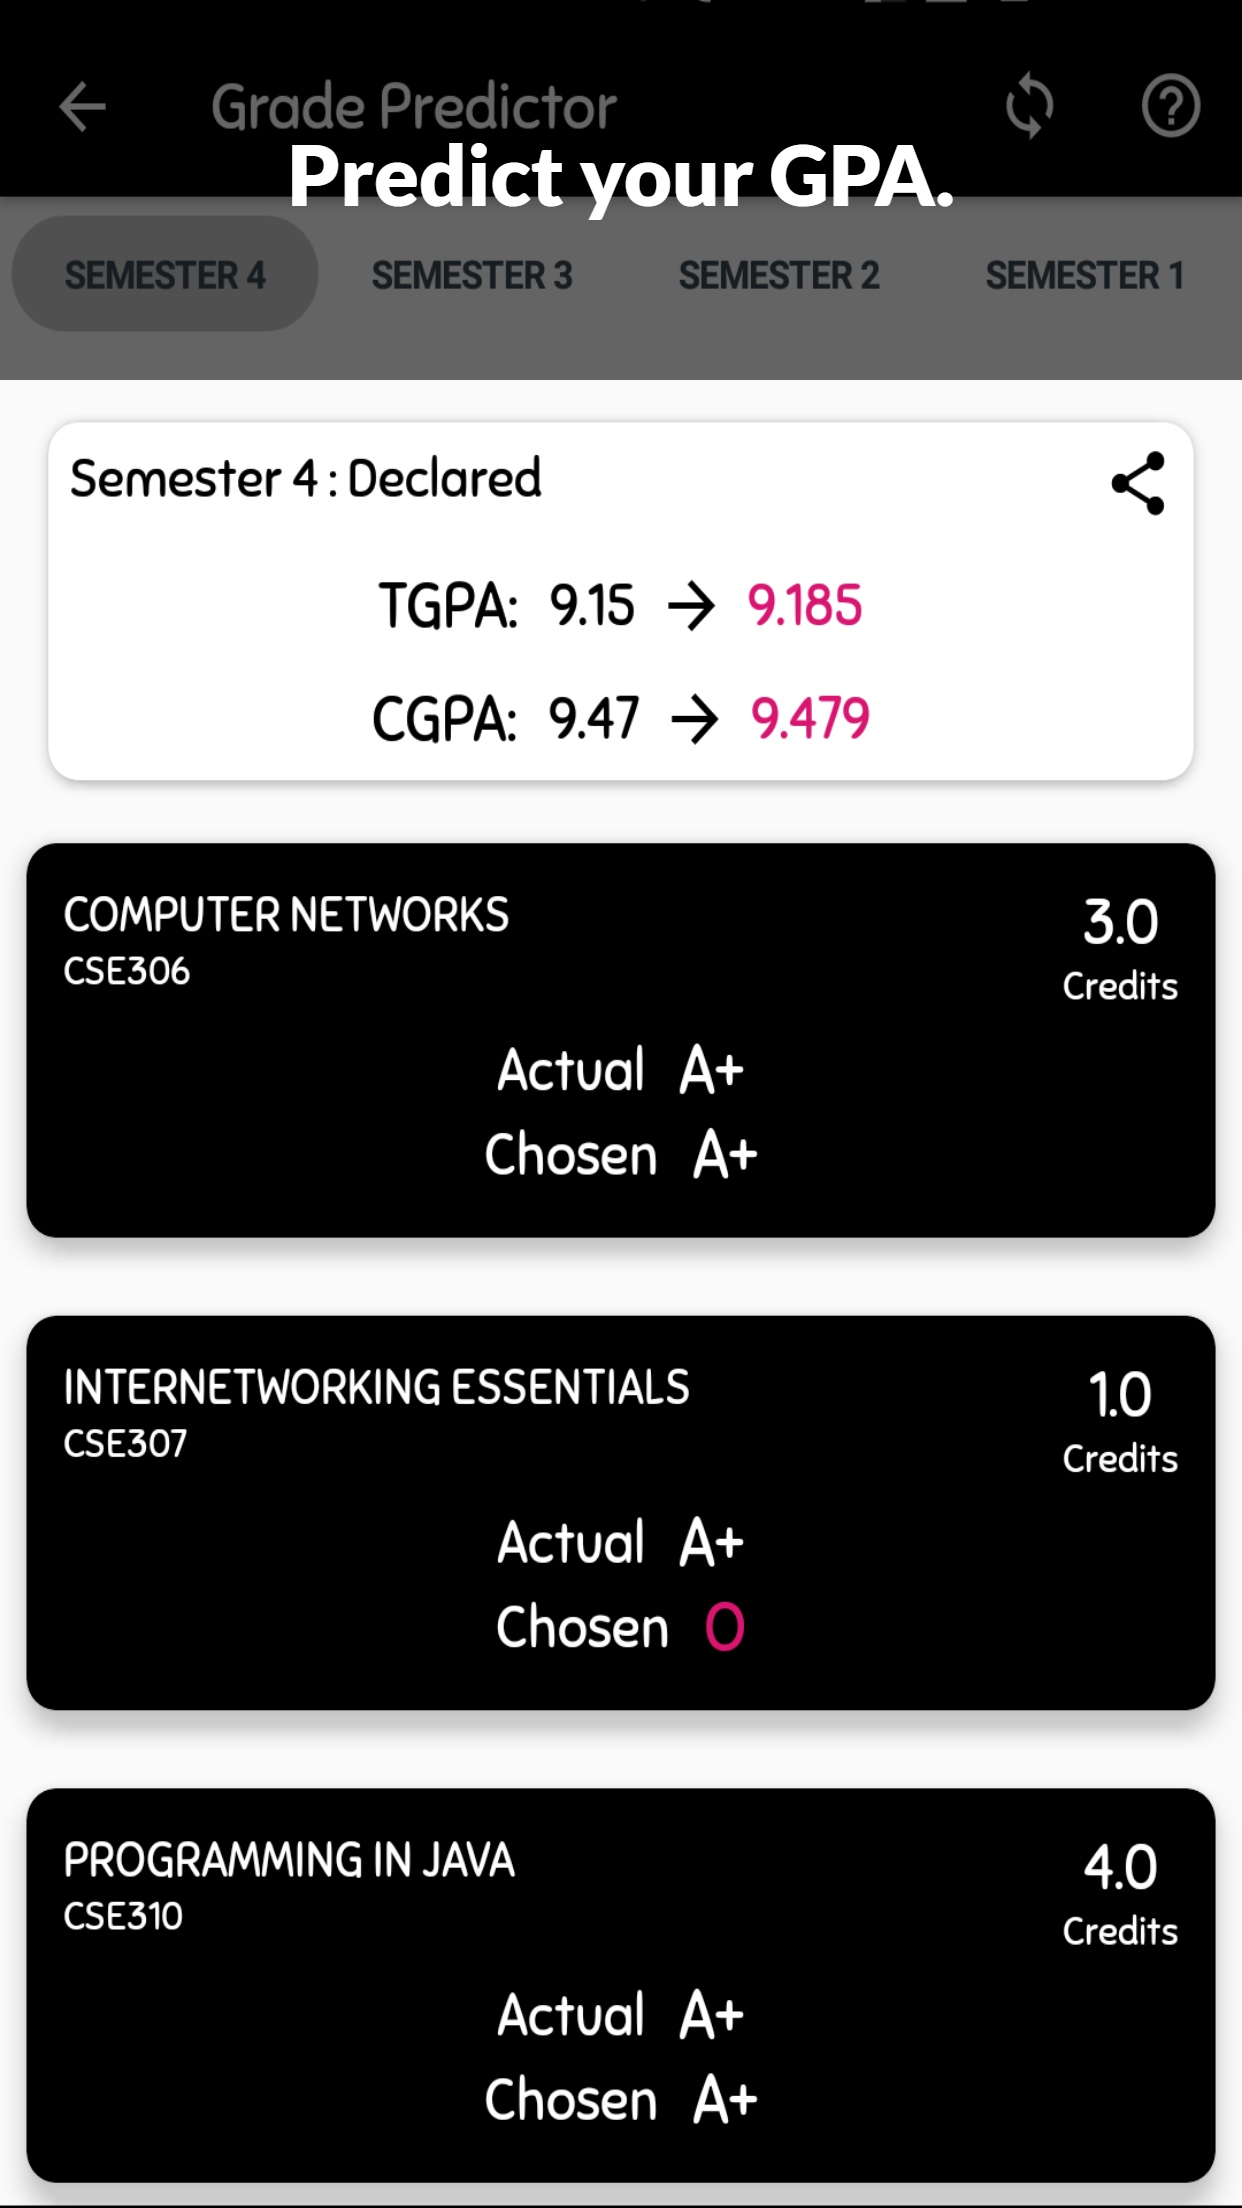 Grade Predictor
Predict your GPA.
SEMESTER 4 SEMESTER 3 SEMESTER 2 SEMESTER 1
Semester 4 : Declared
TGPA: 9.15 → 9.185
CGPA: 9.47 → 9.479
COMPUTER NETWORKS
CSE306
3.0
Credits
Actual A+
Chosen A+
INTERNETWORKING ESSENTIALS
CSE307
1.0
Credits
Actual A+
Chosen O
PROGRAMMING IN JAVA
CSE310
4.0
Credits
Actual A+
Chosen A+